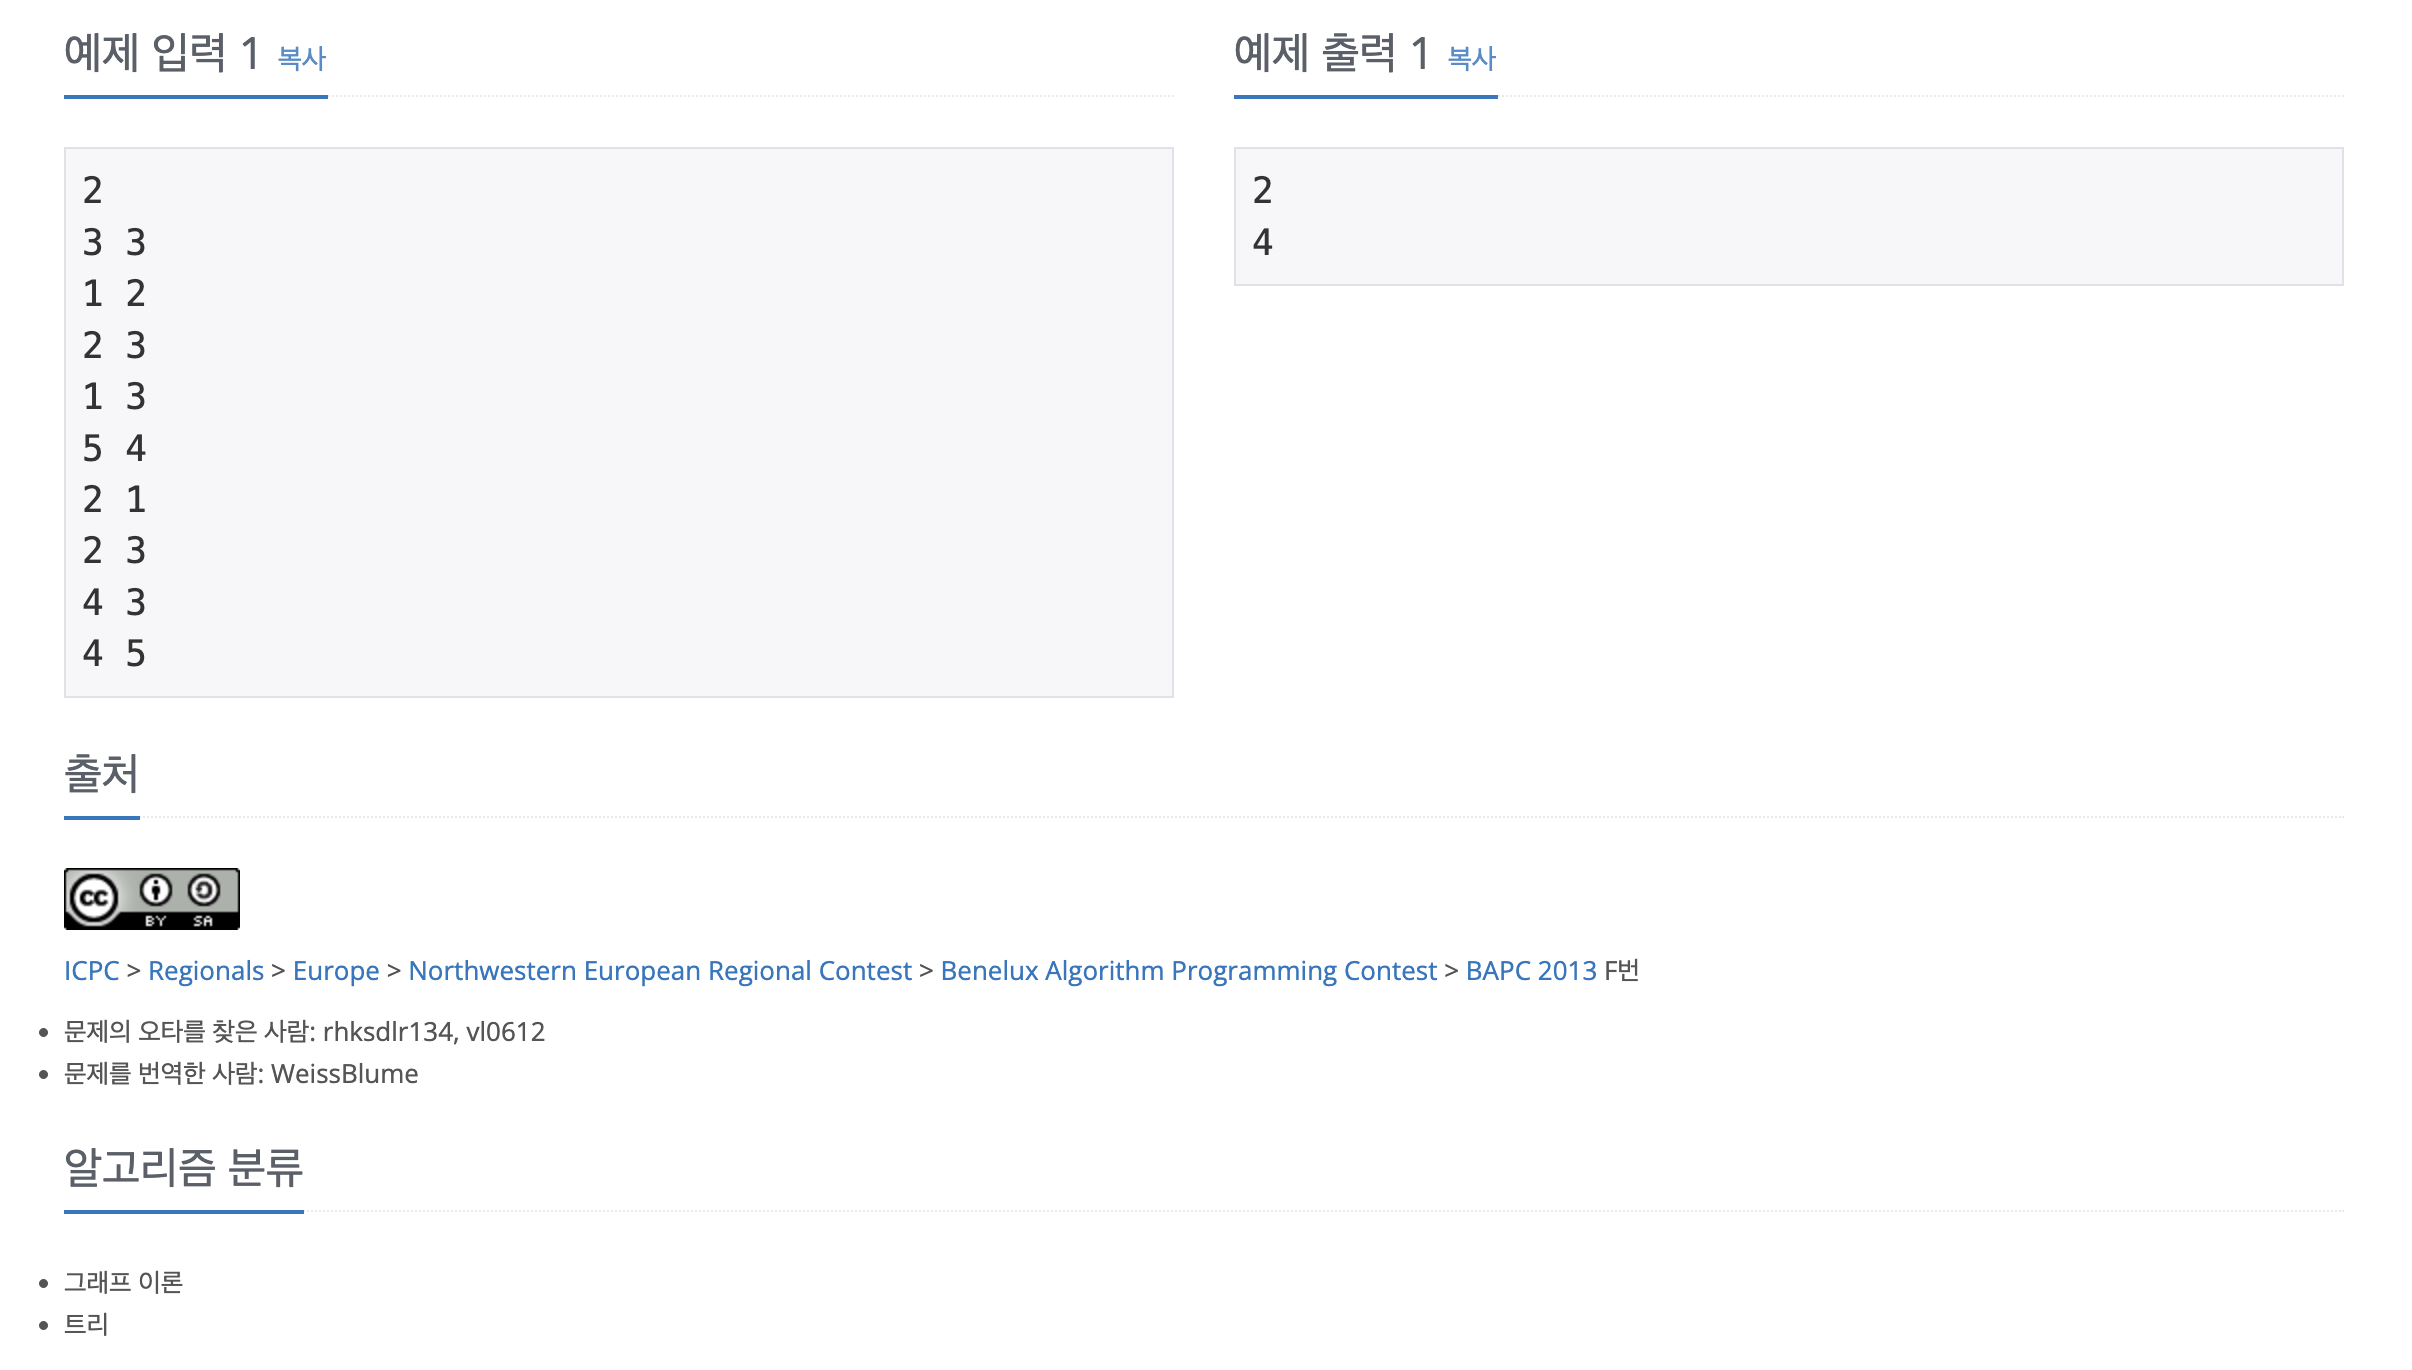 예제 입력 1 복사
2
3 3
1 2
2 3
1 3
5 4
2 1
2 3
4 3
4 5
예제 출력 1 복사
2
4
출처
cc BY SA
ICPC > Regionals > Europe > Northwestern European Regional Contest > Benelux Algorithm Programming Contest > BAPC 2013 F번
문제의 오타를 찾은 사람: rhksdlr134, vl0612
문제를 번역한 사람: WeissBlume
알고리즘 분류
그래프 이론
트리